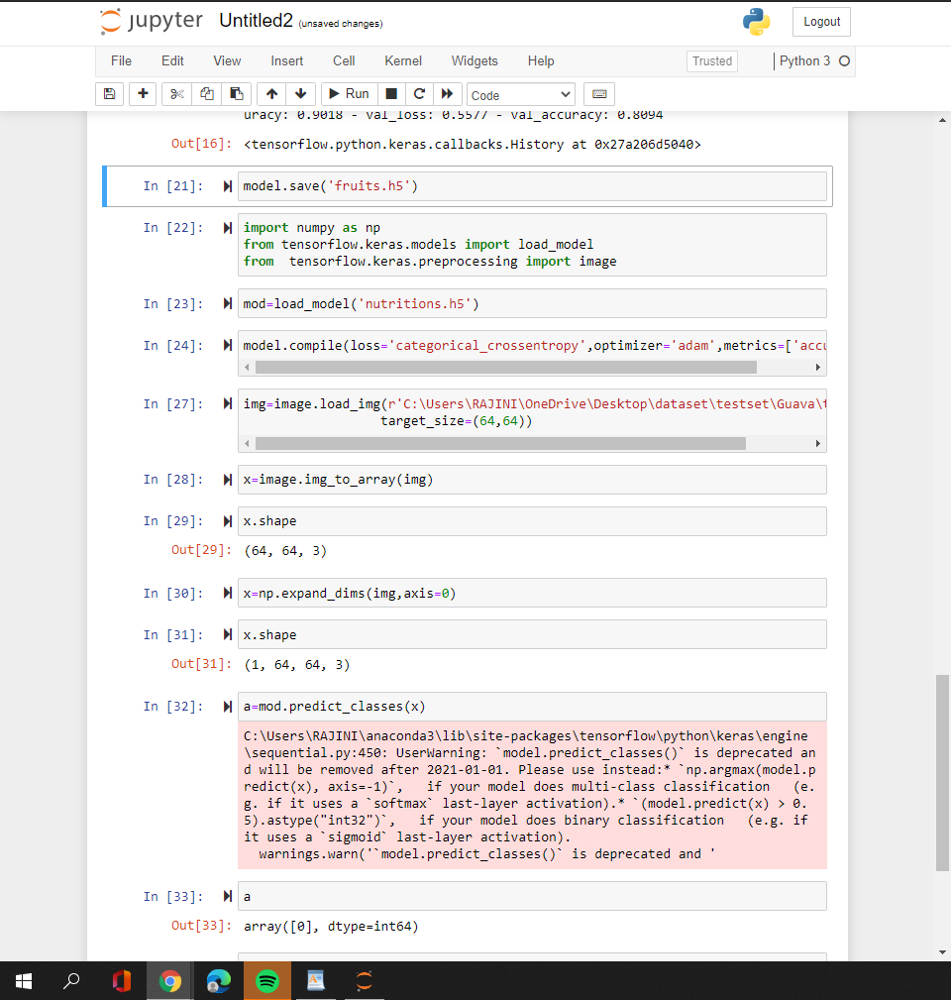 jupyter Untitled2 (unsaved changes) Logout
File Edit View Insert Cell Kernel Widgets Help Trusted Python 3
Run Code
uracy: 0.9018 - val_loss: 0.5577 - val_accuracy: 0.8094
Out[16]: <tensorflow.python.keras.callbacks.History at 0x27a206d5040>
In [21]: model.save('fruits.h5')
In [22]: import numpy as np
from tensorflow.keras.models import load_model
from  tensorflow.keras.preprocessing import image
In [23]: mod=load_model('nutritions.h5')
In [24]: model.compile(loss='categorical_crossentropy',optimizer='adam',metrics=['accu
In [27]: img=image.load_img(r'C:\Users\RAJINI\OneDrive\Desktop\dataset\testset\Guava\t
target_size=(64,64))
In [28]: x=image.img_to_array(img)
In [29]: x.shape
Out[29]: (64, 64, 3)
In [30]: x=np.expand_dims(img,axis=0)
In [31]: x.shape
Out[31]: (1, 64, 64, 3)
In [32]: a=mod.predict_classes(x)
C:\Users\RAJINI\anaconda3\lib\site-packages\tensorflow\python\keras\engine
\sequential.py:450: UserWarning: `model.predict_classes()` is deprecated an
d will be removed after 2021-01-01. Please use instead:* `np.argmax(model.p
redict(x), axis=-1)`,   if your model does multi-class classification   (e.
g. if it uses a `softmax` last-layer activation).* `(model.predict(x) > 0.
5).astype("int32")`,   if your model does binary classification   (e.g. if
it uses a `sigmoid` last-layer activation).
warnings.warn('`model.predict_classes()` is deprecated and '
In [33]: a
Out[33]: array([0], dtype=int64)